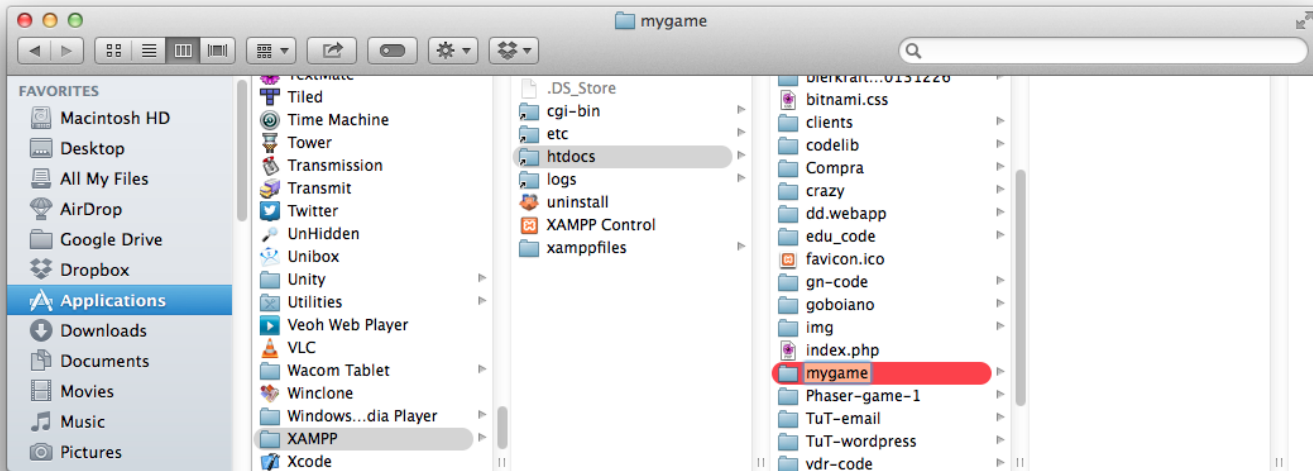 mygame
FAVORITES
Macintosh HD
Desktop
All My Files
AirDrop
Google Drive
Dropbox
Applications
Downloads
Documents
Movies
Music
Pictures
TextMate
Tiled
Time Machine
Tower
Transmission
Transmit
Twitter
UnHidden
Unibox
Unity
Utilities
Veoh Web Player
VLC
Wacom Tablet
Winclone
Windows...dia Player
XAMPP
Xcode
.DS_Store
cgi-bin
etc
htdocs
logs
uninstall
XAMPP Control
xamppfiles
bierkraft...0131226
bitnami.css
clients
codelib
Compra
crazy
dd.webapp
edu_code
favicon.ico
gn-code
goboiano
img
index.php
mygame
Phaser-game-1
TuT-email
TuT-wordpress
vdr-code